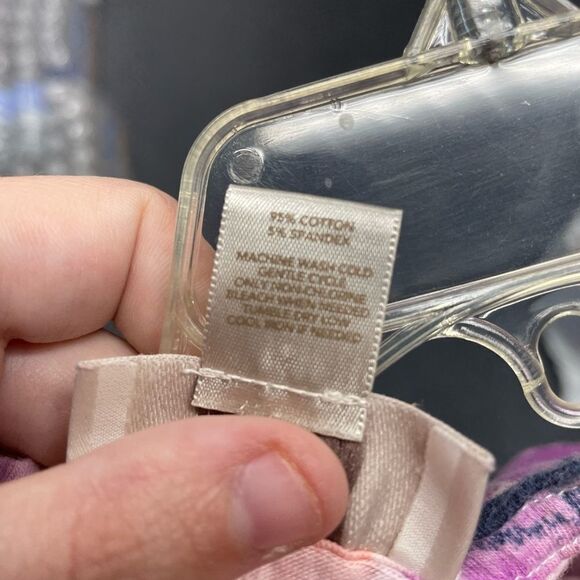 95% COTTON
5% SPANDEX
MACHINE WASH COLD
GENTLE CYCLE
ONLY NON-CHLORINE
BLEACH WHEN NEEDED
TUMBLE DRY LOW
COOL IRON IF NEEDED